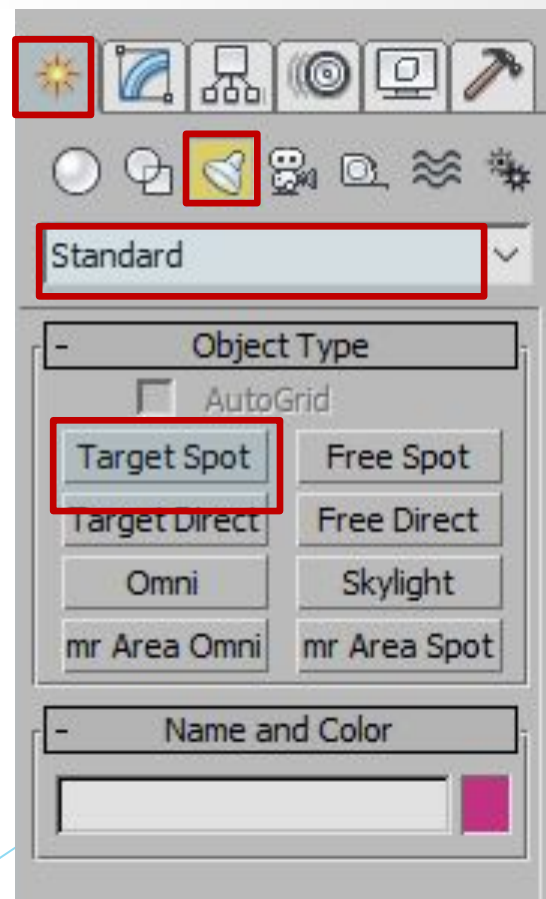 Standard
- Object Type
AutoGrid
Target Spot Free Spot
Target Direct Free Direct
Omni Skylight
mr Area Omni mr Area Spot
- Name and Color